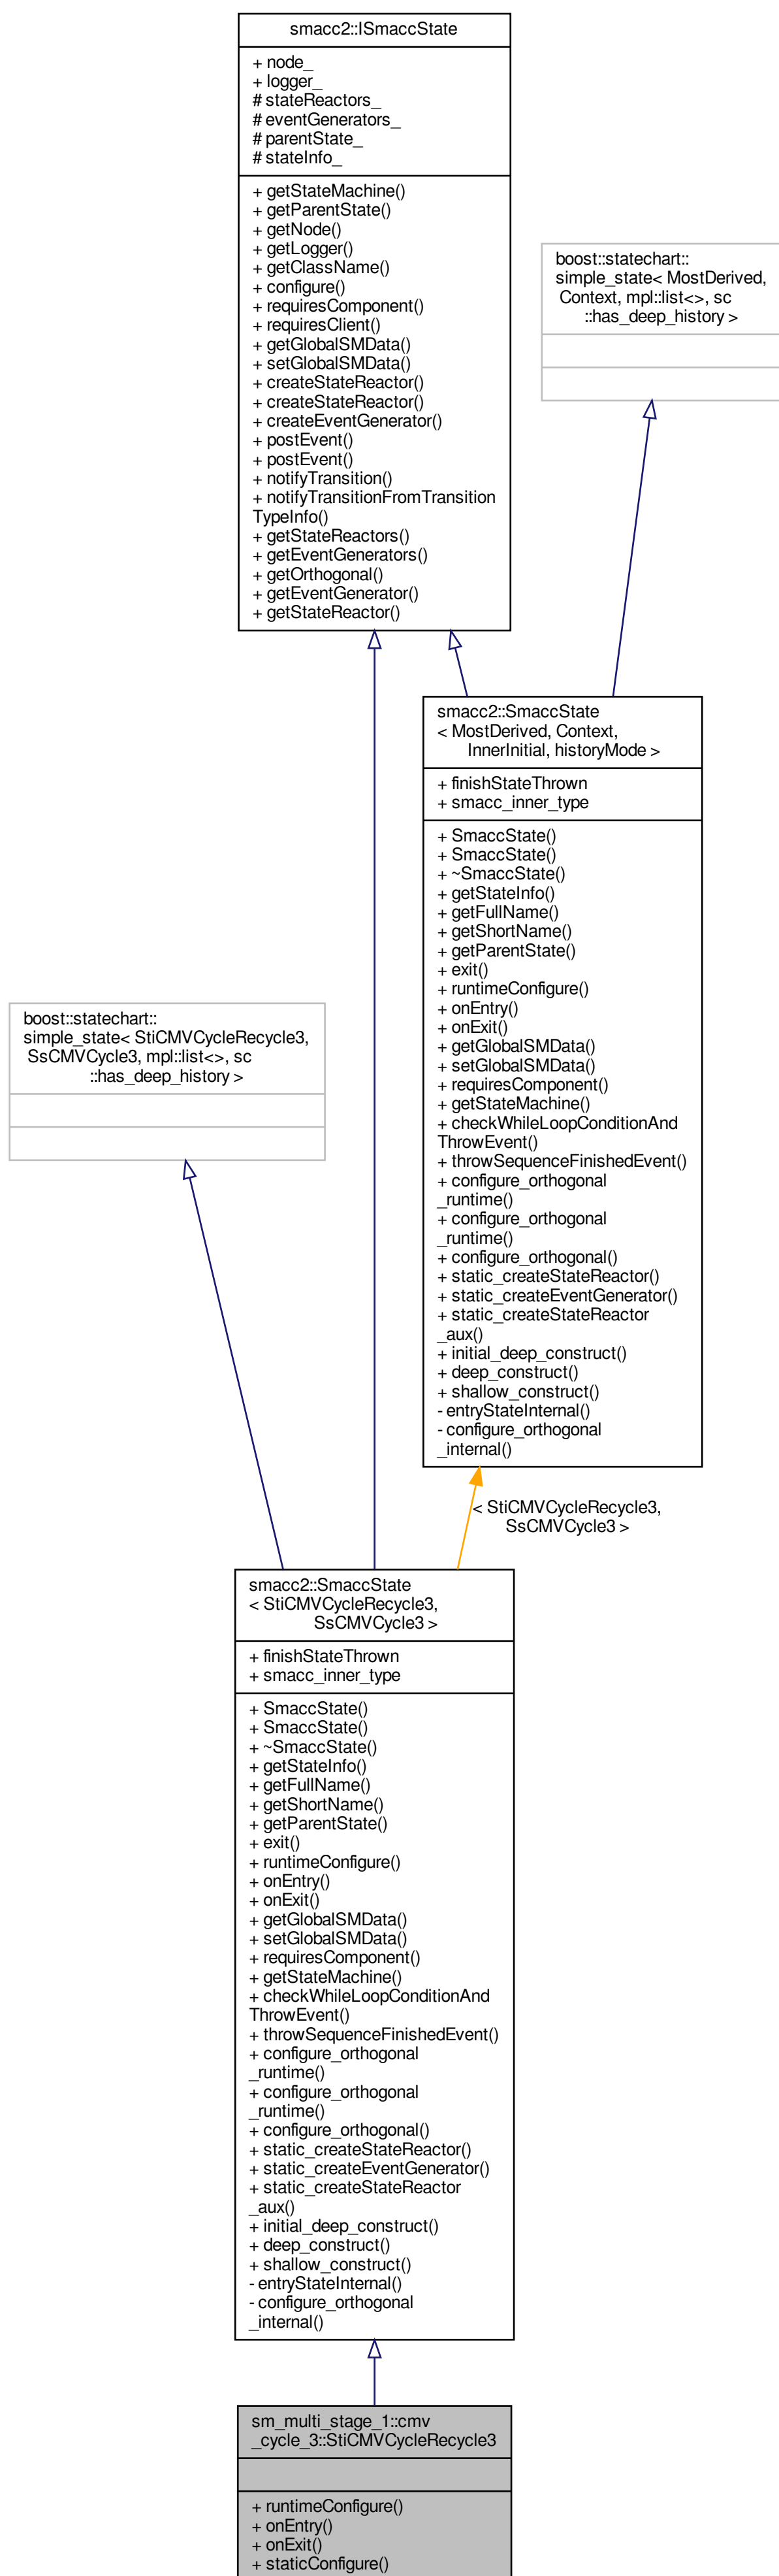 smacc2::ISmaccState
+ node_
+ logger_
# stateReactors_
# eventGenerators_
# parentState_
# stateInfo_
+ getStateMachine()
+ getParentState()
+ getNode()
+ getLogger()
+ getClassName()
+ configure()
+ requiresComponent()
+ requiresClient()
+ getGlobalSMData()
+ setGlobalSMData()
+ createStateReactor()
+ createStateReactor()
+ createEventGenerator()
+ postEvent()
+ postEvent()
+ notifyTransition()
+ notifyTransitionFromTransition
TypeInfo()
+ getStateReactors()
+ getEventGenerators()
+ getOrthogonal()
+ getEventGenerator()
+ getStateReactor()
boost::statechart::
simple_state< MostDerived,
Context, mpl::list<>, sc
::has_deep_history >
smacc2::SmaccState
< MostDerived, Context,
InnerInitial, historyMode >
+ finishStateThrown
+ smacc_inner_type
+ SmaccState()
+ SmaccState()
+ ~SmaccState()
+ getStateInfo()
+ getFullName()
+ getShortName()
+ getParentState()
+ exit()
+ runtimeConfigure()
+ onEntry()
+ onExit()
+ getGlobalSMData()
+ setGlobalSMData()
+ requiresComponent()
+ getStateMachine()
+ checkWhileLoopConditionAnd
ThrowEvent()
+ throwSequenceFinishedEvent()
+ configure_orthogonal
_runtime()
+ configure_orthogonal
_runtime()
+ configure_orthogonal()
+ static_createStateReactor()
+ static_createEventGenerator()
+ static_createStateReactor
_aux()
+ initial_deep_construct()
+ deep_construct()
+ shallow_construct()
- entryStateInternal()
- configure_orthogonal
_internal()
boost::statechart::
simple_state< StiCMVCycleRecycle3,
SsCMVCycle3, mpl::list<>, sc
::has_deep_history >
< StiCMVCycleRecycle3,
SsCMVCycle3 >
smacc2::SmaccState
< StiCMVCycleRecycle3,
SsCMVCycle3 >
+ finishStateThrown
+ smacc_inner_type
+ SmaccState()
+ SmaccState()
+ ~SmaccState()
+ getStateInfo()
+ getFullName()
+ getShortName()
+ getParentState()
+ exit()
+ runtimeConfigure()
+ onEntry()
+ onExit()
+ getGlobalSMData()
+ setGlobalSMData()
+ requiresComponent()
+ getStateMachine()
+ checkWhileLoopConditionAnd
ThrowEvent()
+ throwSequenceFinishedEvent()
+ configure_orthogonal
_runtime()
+ configure_orthogonal
_runtime()
+ configure_orthogonal()
+ static_createStateReactor()
+ static_createEventGenerator()
+ static_createStateReactor
_aux()
+ initial_deep_construct()
+ deep_construct()
+ shallow_construct()
- entryStateInternal()
- configure_orthogonal
_internal()
sm_multi_stage_1::cmv
_cycle_3::StiCMVCycleRecycle3
+ runtimeConfigure()
+ onEntry()
+ onExit()
+ staticConfigure()